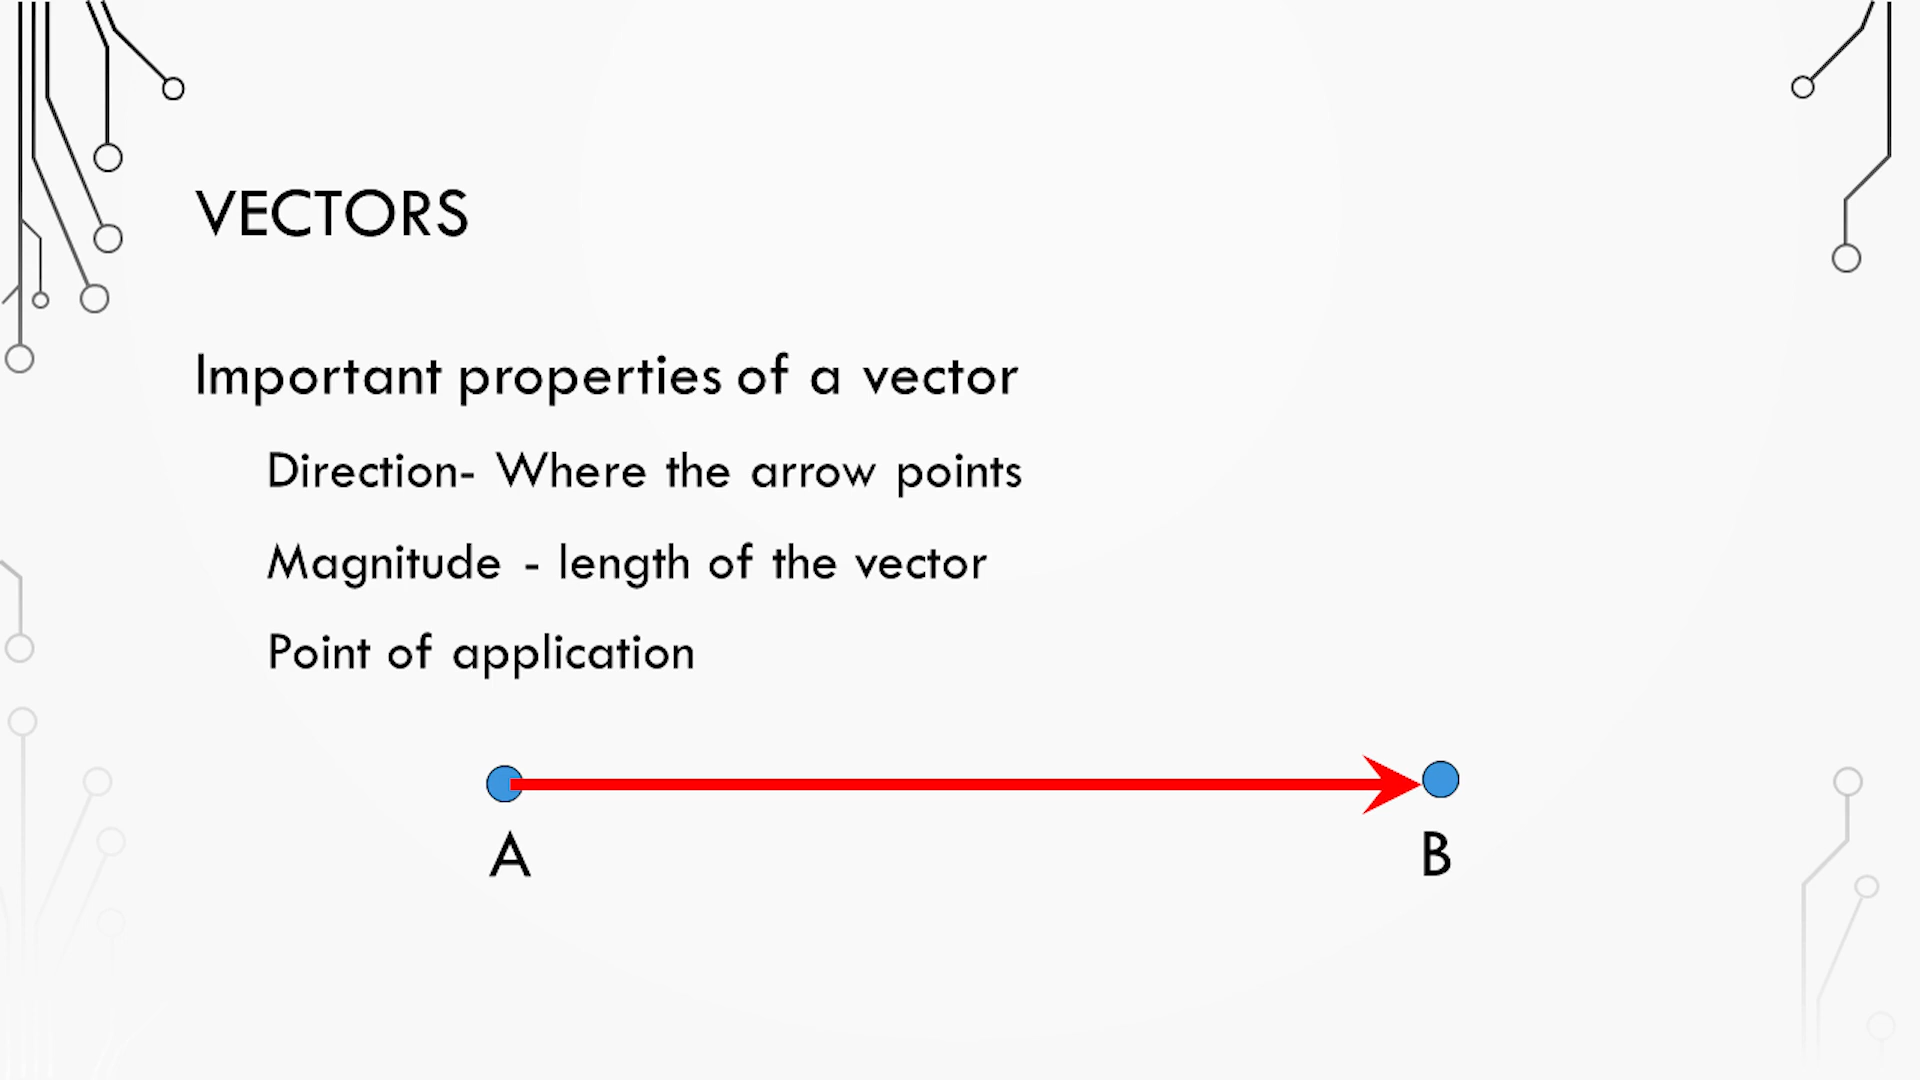 VECTORS
Important properties of a vector
Direction- Where the arrow points
Magnitude - length of the vector
Point of application
A B